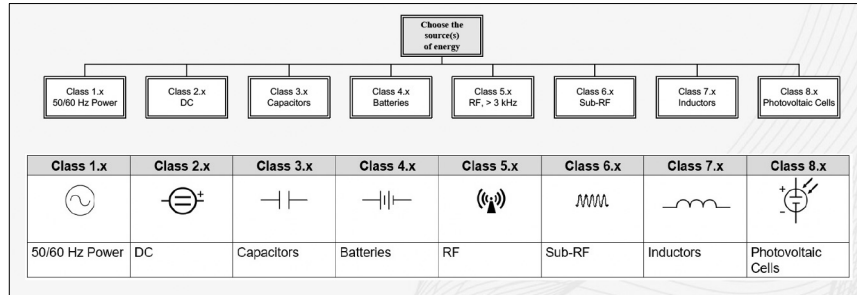 Choose the
source(s)
of energy
Class 1.x
50/60 Hz Power
Class 2.x
DC
Class 3.x
Capacitors
Class 4.x
Batteries
Class 5.x
RF, > 3 kHz
Class 6.x
Sub-RF
Class 7.x
Inductors
Class 8.x
Photovoltaic Cells
Class 1.x Class 2.x Class 3.x Class 4.x Class 5.x Class 6.x Class 7.x Class 8.x
50/60 Hz Power DC Capacitors Batteries RF Sub-RF Inductors Photovoltaic
Cells